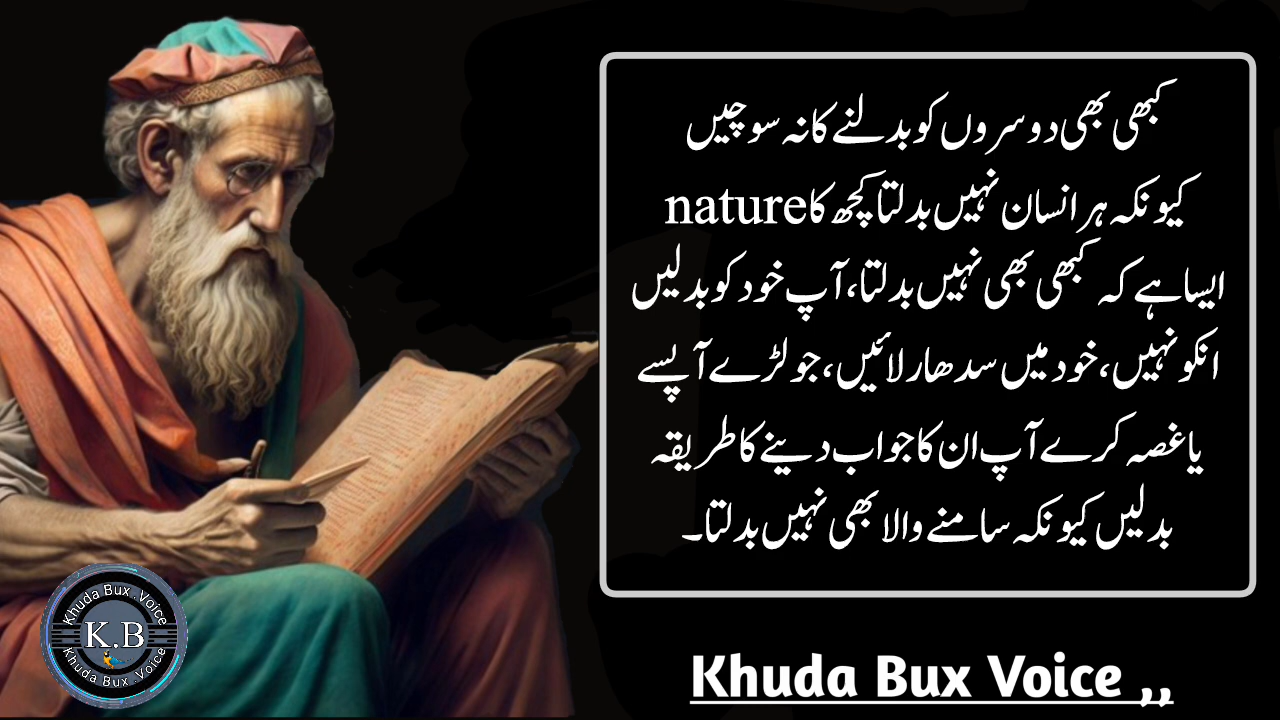 کبھی بھی دوسروں کو بدلنے کا نہ سوچیں
کیونکہ ہر انسان نہیں بدلتا کچھ کا nature
ایسا ہے کہ کبھی بھی نہیں بدلتا، آپ خود کو بدلیں
انکو نہیں، خود میں سدھار لائیں، جو لڑے آپسے
یا غصہ کرے آپ ان کا جواب دینے کا طریقہ
بدلیں کیونکہ سامنے والا بھی نہیں بدلتا۔
Khuda Bux .Voice
K.B
Khuda Bux .Voice
Khuda Bux Voice ,,